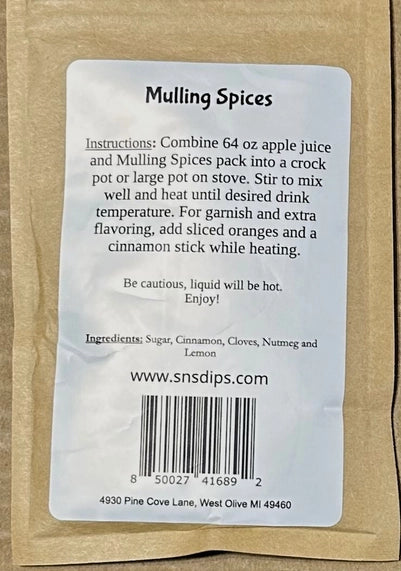 Mulling Spices
Instructions: Combine 64 oz apple juice
and Mulling Spices pack into a crock
pot or large pot on stove. Stir to mix
well and heat until desired drink
temperature. For garnish and extra
flavoring, add sliced oranges and a
cinnamon stick while heating.
Be cautious, liquid will be hot.
Enjoy!
Ingredients: Sugar, Cinnamon, Cloves, Nutmeg and
Lemon
www.snsdips.com
8 50027 41689 2
4930 Pine Cove Lane, West Olive MI 49460